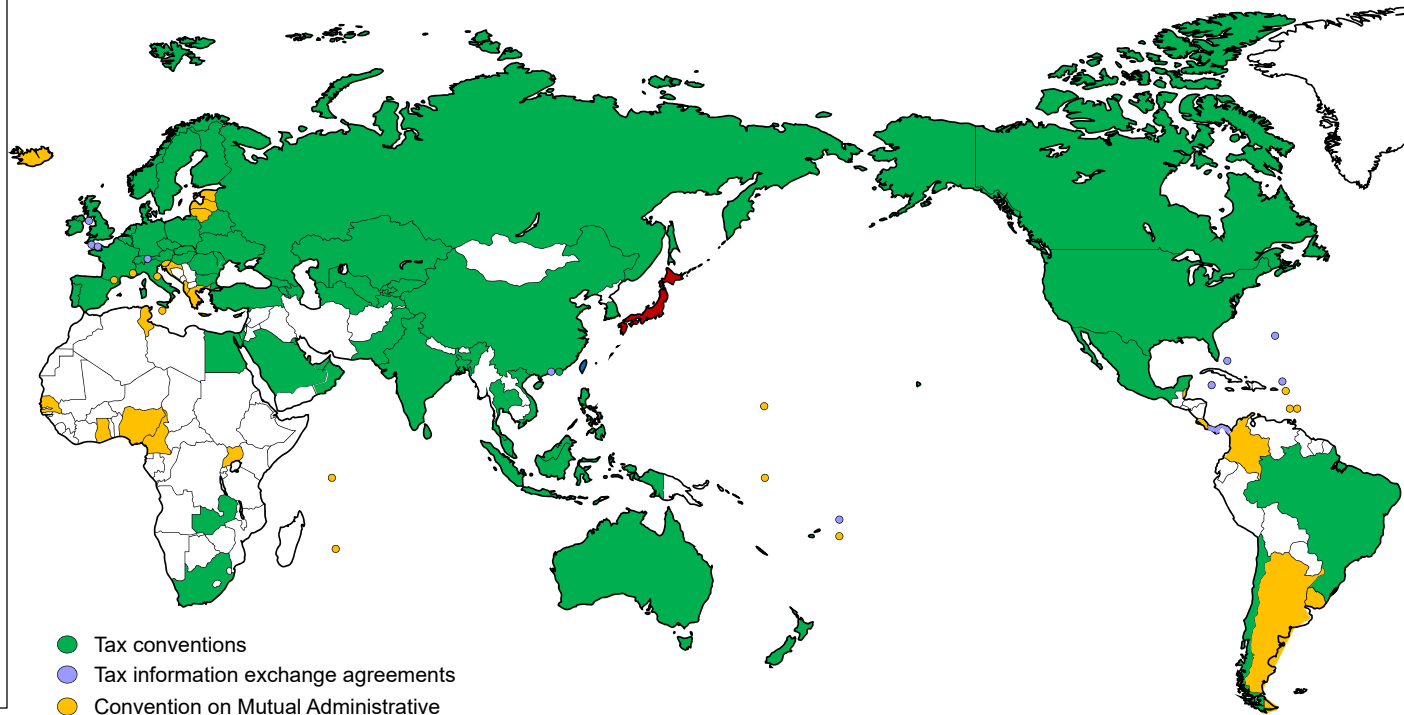 Tax conventions
Tax information exchange agreements
Convention on Mutual Administrative